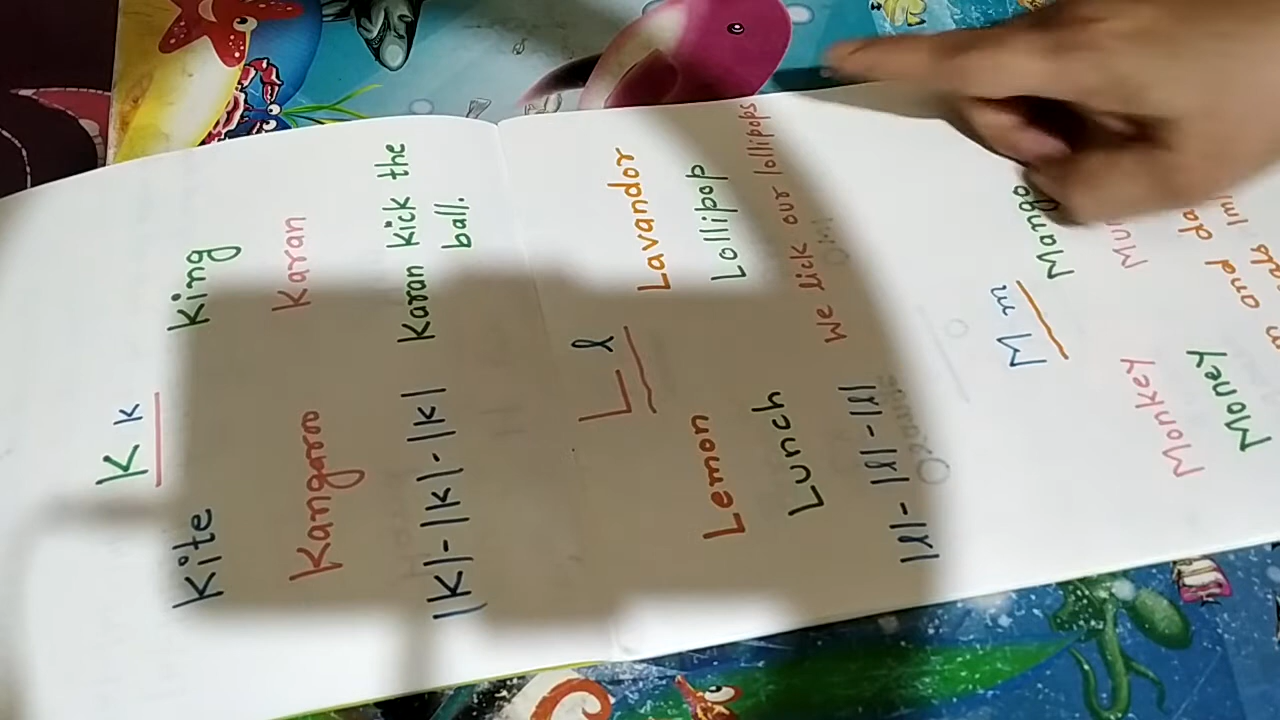 K k
Kite King
Kangaroo Karan
|K|-|K|-|K| Karan kick the
ball.
L l
Lemon Lavandor
Lunch Lollipop
|l|-|l|-|l| We lick our lollipops
M m
Mango
Monkey
Money
and